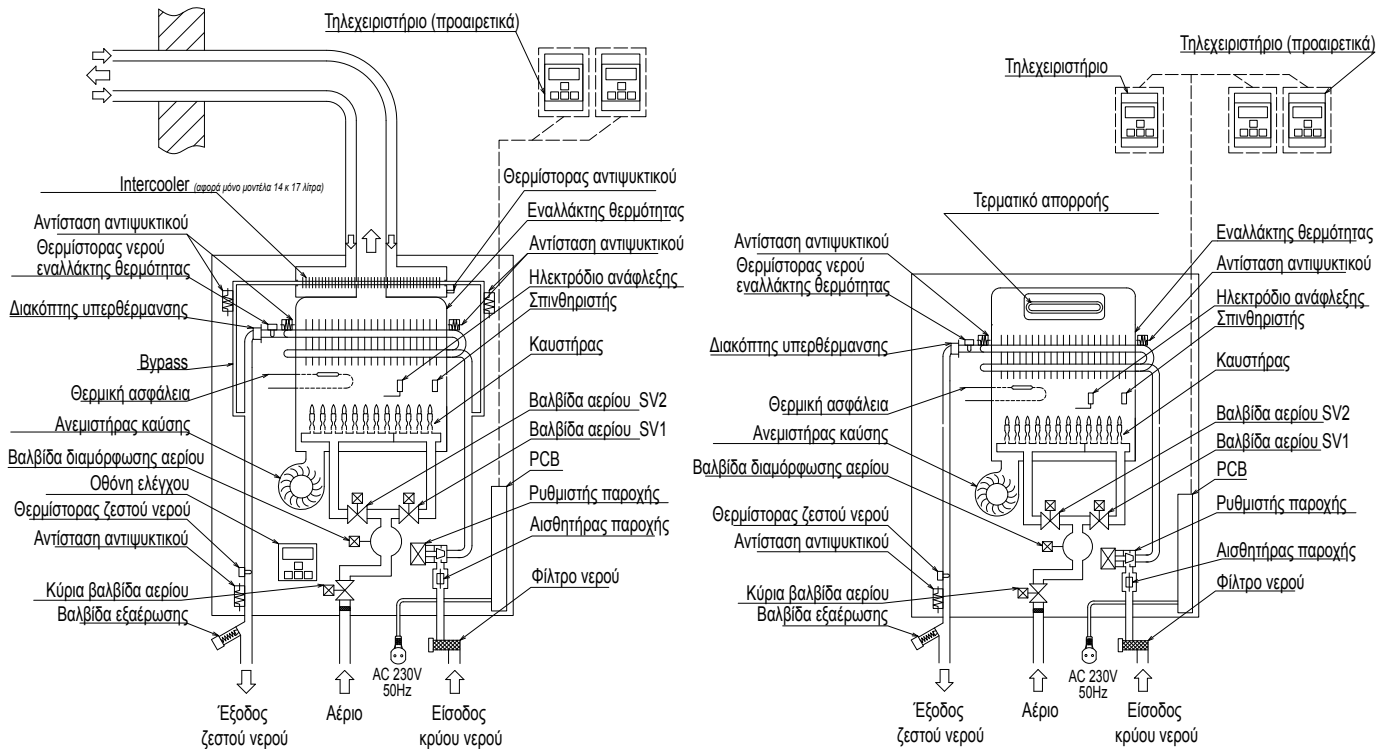 Τηλεχειριστήριο (προαιρετικά)
Intercooler (αφορά μόνο μοντέλα 14 κ 17 λίτρα)
Αντίσταση αντιψυκτικού
Θερμίστορας νερού
εναλλάκτη θερμότητας
Διακόπτης υπερθέρμανσης
Bypass
Θερμική ασφάλεια
Ανεμιστήρας καύσης
Βαλβίδα διαμόρφωσης αερίου
Οθόνη ελέγχου
Θερμίστορας ζεστού νερού
Αντίσταση αντιψυκτικού
Κύρια βαλβίδα αερίου
Βαλβίδα εξαέρωσης
Θερμίστορας αντιψυκτικού
Εναλλάκτης θερμότητας
Αντίσταση αντιψυκτικού
Ηλεκτρόδιο ανάφλεξης
Σπινθηριστής
Καυστήρας
Βαλβίδα αερίου SV2
Βαλβίδα αερίου SV1
PCB
Ρυθμιστής παροχής
Αισθητήρας παροχής
Φίλτρο νερού
AC 230V
50Hz
Έξοδος
ζεστού νερού
Αέριο
Είσοδος
κρύου νερού
Τηλεχειριστήριο (προαιρετικά)
Τηλεχειριστήριο
Τερματικό απορροής
Αντίσταση αντιψυκτικού
Θερμίστορας νερού
εναλλάκτη θερμότητας
Διακόπτης υπερθέρμανσης
Θερμική ασφάλεια
Ανεμιστήρας καύσης
Βαλβίδα διαμόρφωσης αερίου
Θερμίστορας ζεστού νερού
Αντίσταση αντιψυκτικού
Κύρια βαλβίδα αερίου
Βαλβίδα εξαέρωσης
Εναλλάκτης θερμότητας
Αντίσταση αντιψυκτικού
Ηλεκτρόδιο ανάφλεξης
Σπινθηριστής
Καυστήρας
Βαλβίδα αερίου SV2
Βαλβίδα αερίου SV1
PCB
Ρυθμιστής παροχής
Αισθητήρας παροχής
Φίλτρο νερού
AC 230V
50Hz
Έξοδος
ζεστού νερού
Αέριο
Είσοδος
κρύου νερού